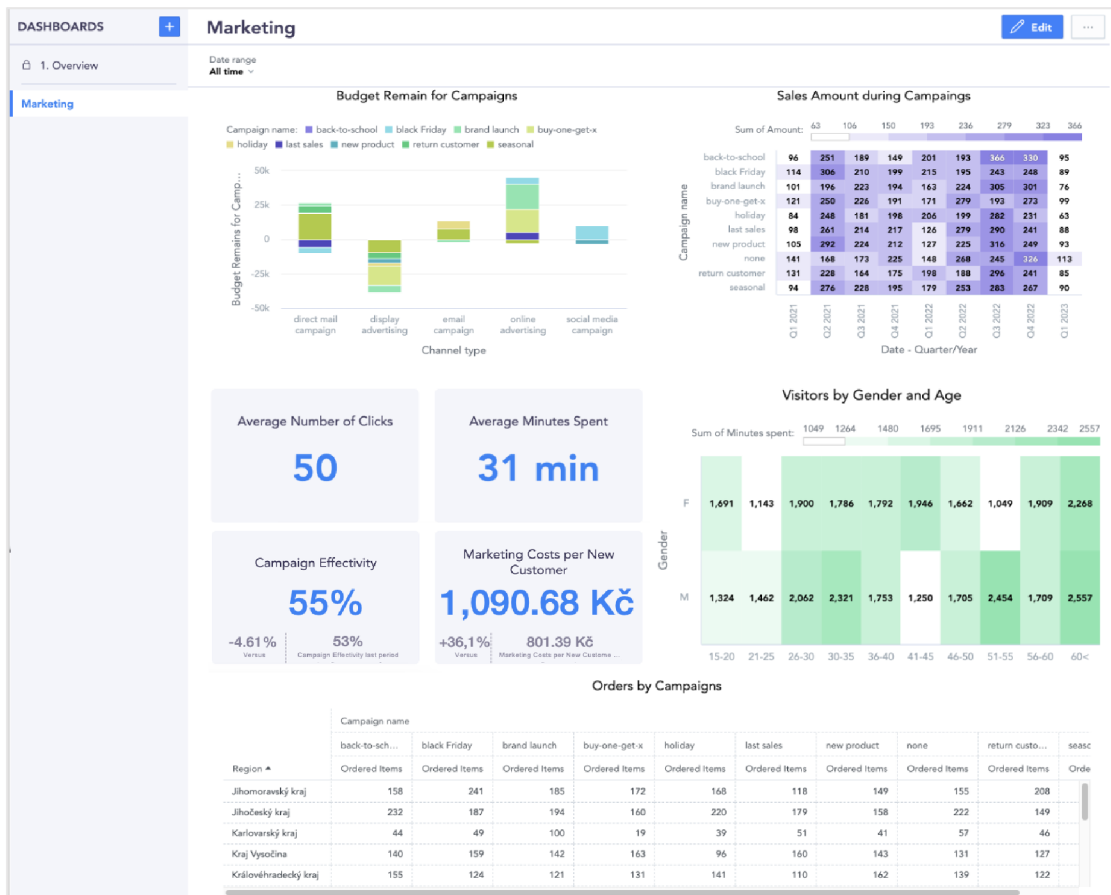 DASHBOARDS
+
1. Overview
Marketing
Marketing
Edit
...
Date range
All time
Budget Remain for Campaigns
Campaign name: back-to-school black Friday brand launch buy-one-get-x
holiday last sales new product return customer seasonal
Budget Remains for Camp...
50k
25k
0
-25k
-50k
direct mail campaign display advertising email campaign online advertising social media campaign
Channel type
Sales Amount during Campaings
Sum of Amount: 63 106 150 193 236 279 323 366
Campaign name
back-to-school 96 251 189 149 201 193 366 330 95
black Friday 114 306 210 199 215 195 243 248 89
brand launch 101 196 223 194 163 224 305 301 76
buy-one-get-x 121 250 226 191 171 279 193 273 99
holiday 84 248 181 198 206 199 282 231 63
last sales 98 261 214 217 126 279 290 241 88
new product 105 292 224 212 127 225 316 249 93
none 141 168 173 225 148 268 245 326 113
return customer 131 228 164 175 198 188 296 241 85
seasonal 94 276 228 195 179 253 283 267 90
Q1 2021 Q2 2021 Q3 2021 Q4 2021 Q1 2022 Q2 2022 Q3 2022 Q4 2022 Q1 2023
Date - Quarter/Year
Average Number of Clicks
50
Average Minutes Spent
31 min
Campaign Effectivity
55%
-4.61% 53%
Versus Campaign Effectivity last period
Marketing Costs per New
Customer
1,090.68 Kč
+36,1% 801.39 Kč
Versus Marketing Costs per New Custome ...
Visitors by Gender and Age
Sum of Minutes spent: 1049 1264 1480 1695 1911 2126 2342 2557
Gender
F 1,691 1,143 1,900 1,786 1,792 1,946 1,662 1,049 1,909 2,268
M 1,324 1,462 2,062 2,321 1,753 1,250 1,705 2,454 1,709 2,557
15-20 21-25 26-30 30-35 36-40 41-45 46-50 51-55 56-60 60<
Orders by Campaigns
Campaign name
back-to-sch... black Friday brand launch buy-one-get-x holiday last sales new product none return custo... seasc
Region Ordered Items Ordered Items Ordered Items Ordered Items Ordered Items Ordered Items Ordered Items Ordered Items Ordered Items Orde
Jihomoravský kraj 158 241 185 172 168 118 149 155 208
Jihočeský kraj 232 187 194 160 220 179 158 222 149
Karlovarský kraj 44 49 100 19 39 51 41 57 46
Kraj Vysočina 140 159 142 163 96 160 143 131 127
Královéhradecký kraj 155 124 121 131 141 110 162 139 122